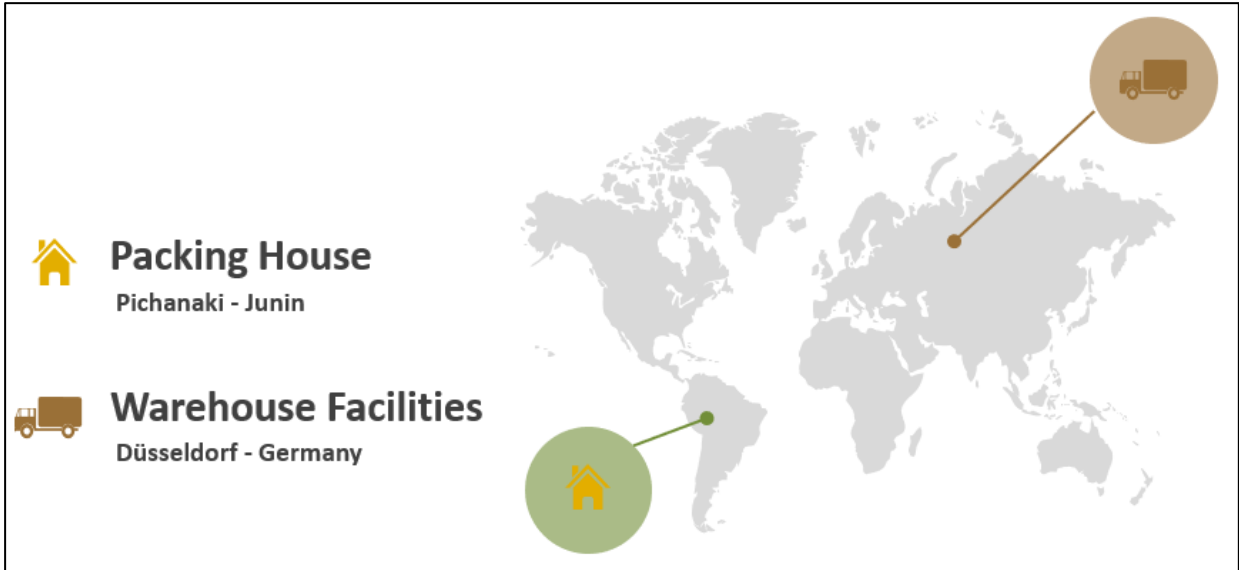 Packing House
Pichanaki - Junin
Warehouse Facilities
Düsseldorf - Germany